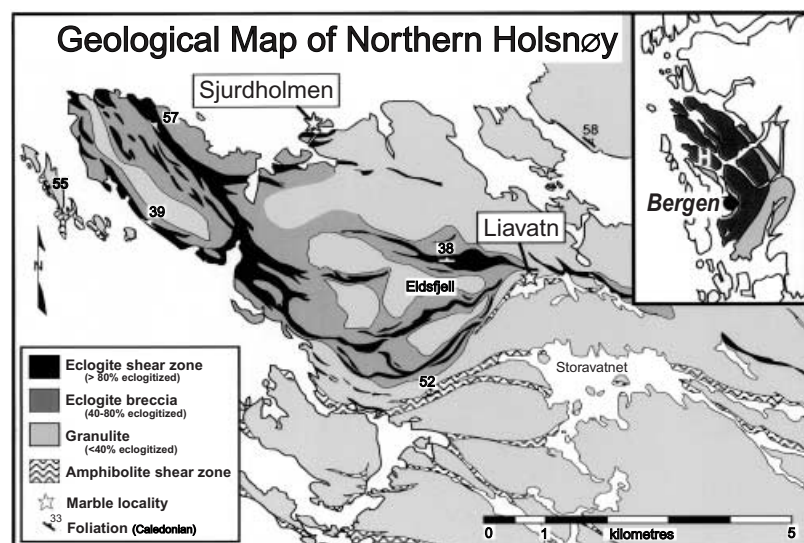 Geological Map of Northern Holsnøy
Sjurdholmen
57
58
55
H
39
Bergen
Liavatn
38
Eldsfjell
N
Eclogite shear zone
(> 80% eclogitized)
Eclogite breccia
(40-80% eclogitized)
Granulite
(<40% eclogitized)
Amphibolite shear zone
Marble locality
33
Foliation (Caledonian)
52
Storavatnet
0 1 kilometres 5